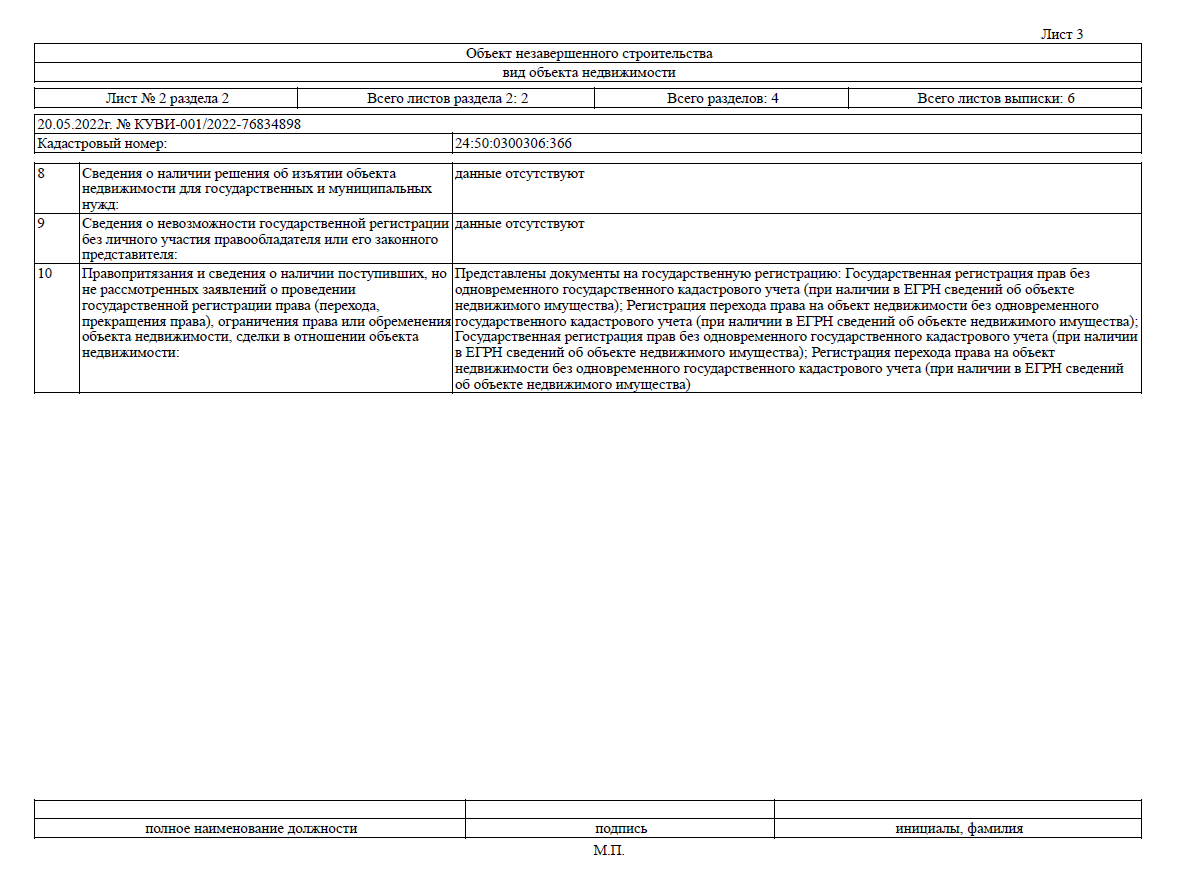 Лист 3
Объект незавершенного строительства
вид объекта недвижимости
Лист № 2 раздела 2
Всего листов раздела 2: 2
Всего разделов: 4
Всего листов выписки: 6
20.05.2022г. № КУВИ-001/2022-76834898
Кадастровый номер:
24:50:0300306:366
8
Сведения о наличии решения об изъятии объекта
недвижимости для государственных и муниципальных
нужд:
данные отсутствуют
9
Сведения о невозможности государственной регистрации
без личного участия правообладателя или его законного
представителя:
данные отсутствуют
10
Правопритязания и сведения о наличии поступивших, но
не рассмотренных заявлений о проведении
государственной регистрации права (перехода,
прекращения права), ограничения права или обременения
объекта недвижимости, сделки в отношении объекта
недвижимости:
Представлены документы на государственную регистрацию: Государственная регистрация прав без
одновременного государственного кадастрового учета (при наличии в ЕГРН сведений об объекте
недвижимого имущества); Регистрация перехода права на объект недвижимости без одновременного
государственного кадастрового учета (при наличии в ЕГРН сведений об объекте недвижимого имущества);
Государственная регистрация прав без одновременного государственного кадастрового учета (при наличии
в ЕГРН сведений об объекте недвижимого имущества); Регистрация перехода права на объект
недвижимости без одновременного государственного кадастрового учета (при наличии в ЕГРН сведений
об объекте недвижимого имущества)
полное наименование должности
подпись
инициалы, фамилия
М.П.